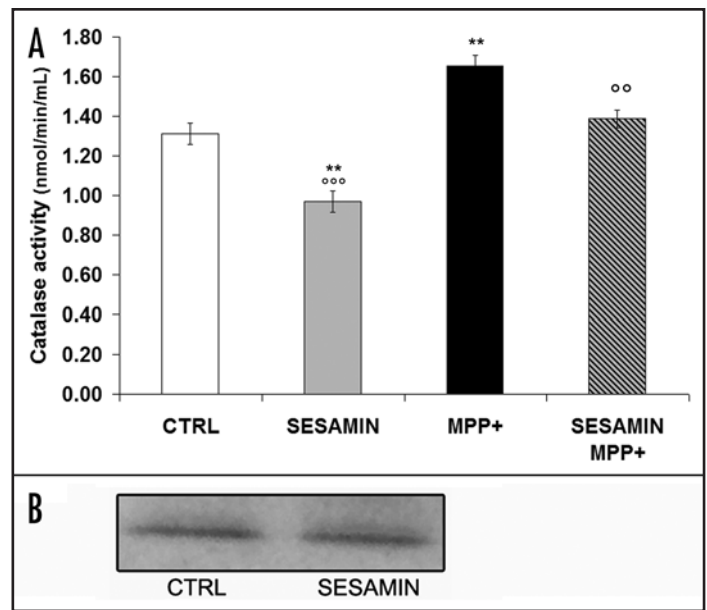 A
Catalase activity (nmol/min/mL)
1.80
1.60
1.40
1.20
1.00
0.80
0.60
0.40
0.20
0.00
**
°°
**
°°°
CTRL SESAMIN MPP+ SESAMIN
MPP+
B
CTRL SESAMIN